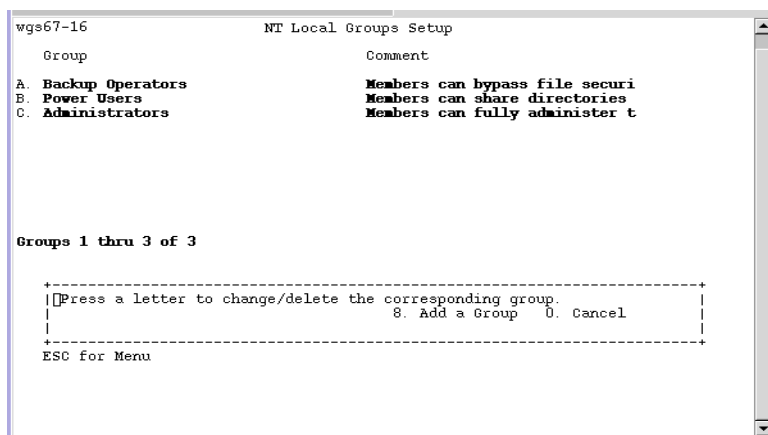 wgs67-16 NT Local Groups Setup
Group Comment
A. Backup Operators Members can bypass file securi
B. Power Users Members can share directories
C. Administrators Members can fully administer t
Groups 1 thru 3 of 3
Press a letter to change/delete the corresponding group.
8. Add a Group 0. Cancel
ESC for Menu